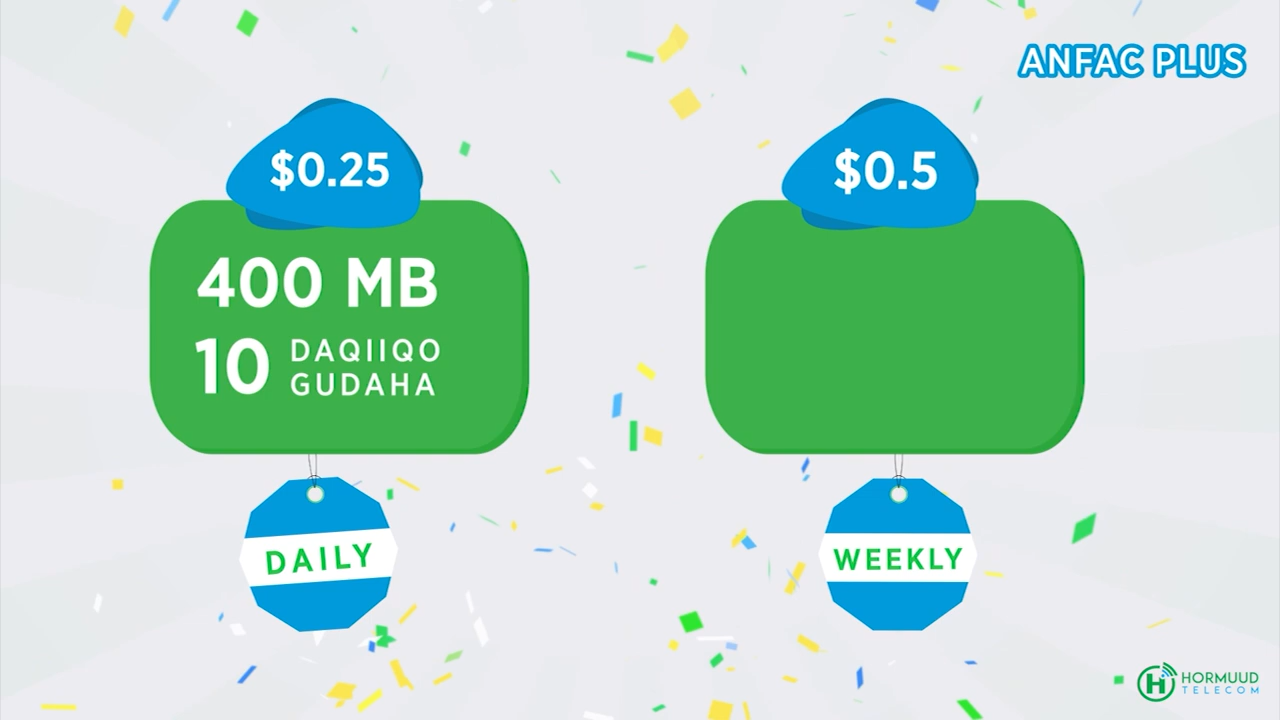 ANFAC PLUS
$0.25
400 MB
10 DAQIIQO
GUDAHA
DAILY
$0.5
WEEKLY
HORMUUD
TELECOM